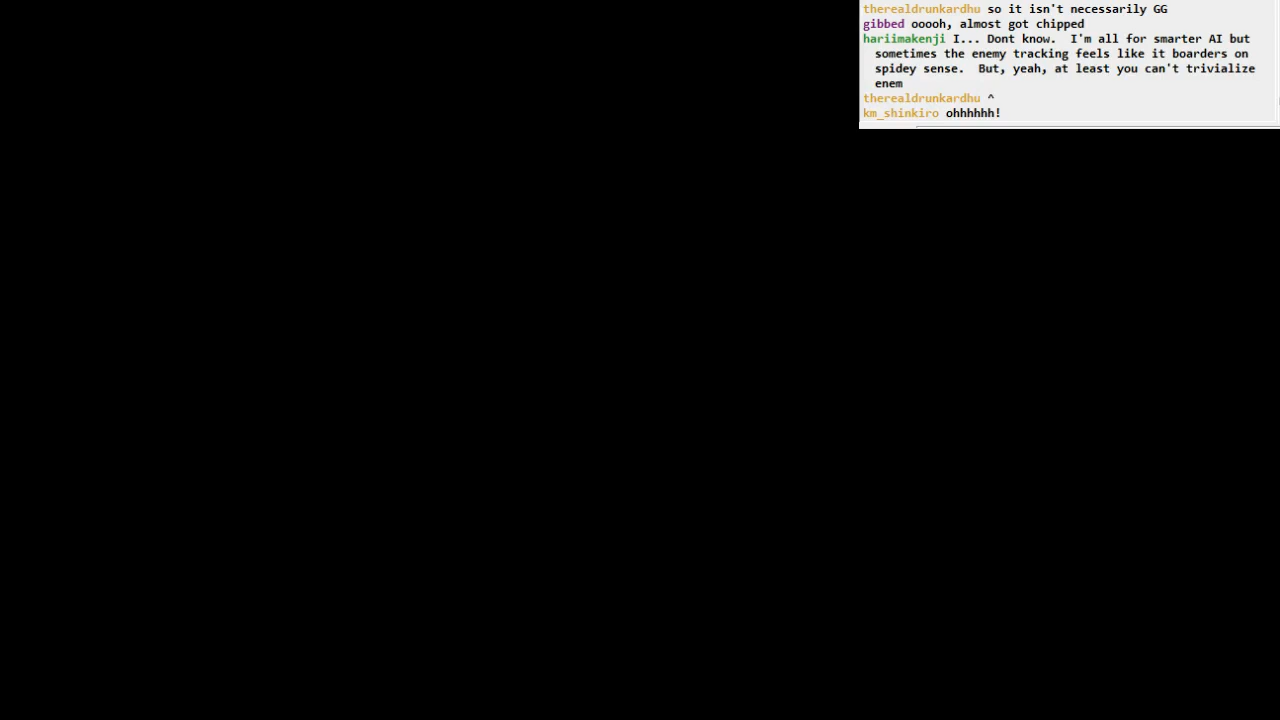 therealdrunkardhu so it isn't necessarily GG
gibbed ooooh, almost got chipped
hariimakenji I... Dont know.  I'm all for smarter AI but
sometimes the enemy tracking feels like it boarders on
spidey sense.  But, yeah, at least you can't trivialize
enem
therealdrunkardhu ^
km_shinkiro ohhhhhh!